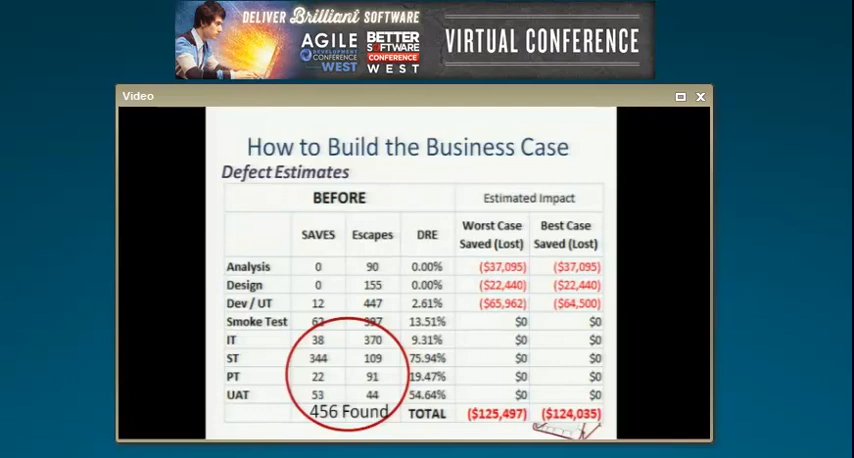 DELIVER Brilliant SOFTWARE
AGILE
DEVELOPMENT
CONFERENCE
WEST
BETTER
SOFTWARE
CONFERENCE
WEST
VIRTUAL CONFERENCE
Video
How to Build the Business Case
Defect Estimates
BEFORE Estimated Impact
SAVES Escapes DRE Worst Case Saved (Lost) Best Case Saved (Lost)
Analysis 0 90 0.00% ($37,095) ($37,095)
Design 0 155 0.00% ($22,440) ($22,440)
Dev / UT 12 447 2.61% ($65,962) ($64,500)
Smoke Test 62 397 13.51% $0 $0
IT 38 370 9.31% $0 $0
ST 344 109 75.94% $0 $0
PT 22 91 19.47% $0 $0
UAT 53 44 54.64% $0 $0
456 Found TOTAL ($125,497) ($124,035)